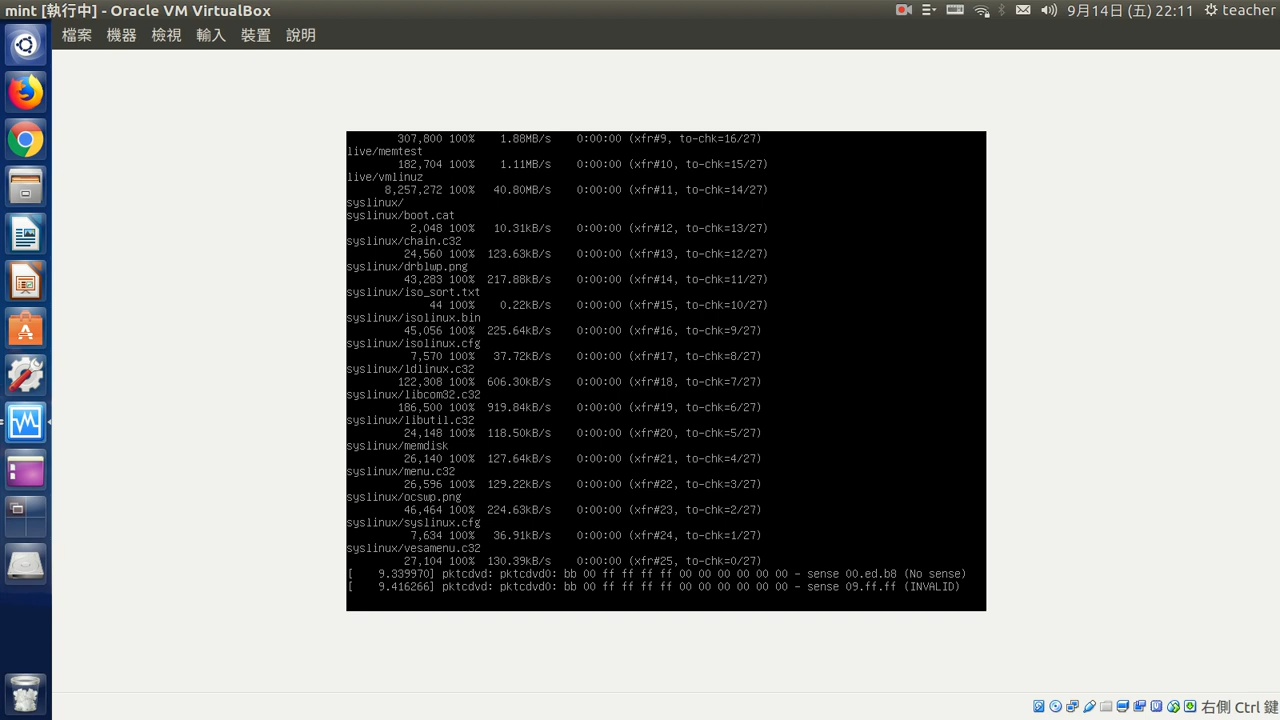 mint [執行中] - Oracle VM VirtualBox
9月14日 (五) 22:11
teacher
檔案 機器 檢視 輸入 裝置 說明
307,800 100% 1.88MB/s 0:00:00 (xfr#9, to-chk=16/27)
live/memtest
182,704 100% 1.11MB/s 0:00:00 (xfr#10, to-chk=15/27)
live/vmlinuz
8,257,272 100% 40.80MB/s 0:00:00 (xfr#11, to-chk=14/27)
syslinux/
syslinux/boot.cat
2,048 100% 10.31kB/s 0:00:00 (xfr#12, to-chk=13/27)
syslinux/chain.c32
24,560 100% 123.63kB/s 0:00:00 (xfr#13, to-chk=12/27)
syslinux/drblwp.png
43,283 100% 217.88kB/s 0:00:00 (xfr#14, to-chk=11/27)
syslinux/iso_sort.txt
44 100% 0.22kB/s 0:00:00 (xfr#15, to-chk=10/27)
syslinux/isolinux.bin
45,056 100% 225.64kB/s 0:00:00 (xfr#16, to-chk=9/27)
syslinux/isolinux.cfg
7,570 100% 37.72kB/s 0:00:00 (xfr#17, to-chk=8/27)
syslinux/ldlinux.c32
122,308 100% 606.30kB/s 0:00:00 (xfr#18, to-chk=7/27)
syslinux/libcom32.c32
186,500 100% 919.84kB/s 0:00:00 (xfr#19, to-chk=6/27)
syslinux/libutil.c32
24,148 100% 118.50kB/s 0:00:00 (xfr#20, to-chk=5/27)
syslinux/memdisk
26,140 100% 127.64kB/s 0:00:00 (xfr#21, to-chk=4/27)
syslinux/menu.c32
26,596 100% 129.22kB/s 0:00:00 (xfr#22, to-chk=3/27)
syslinux/ocswp.png
46,464 100% 224.63kB/s 0:00:00 (xfr#23, to-chk=2/27)
syslinux/syslinux.cfg
7,634 100% 36.91kB/s 0:00:00 (xfr#24, to-chk=1/27)
syslinux/vesamenu.c32
27,104 100% 130.39kB/s 0:00:00 (xfr#25, to-chk=0/27)
[ 9.339970] pktcdvd: pktcdvd0: bb 00 ff ff ff ff 00 00 00 00 00 00 - sense 00.ed.b8 (No sense)
[ 9.416266] pktcdvd: pktcdvd0: bb 00 ff ff ff ff 00 00 00 00 00 00 - sense 09.ff.ff (INVALID)
右側 Ctrl 鍵